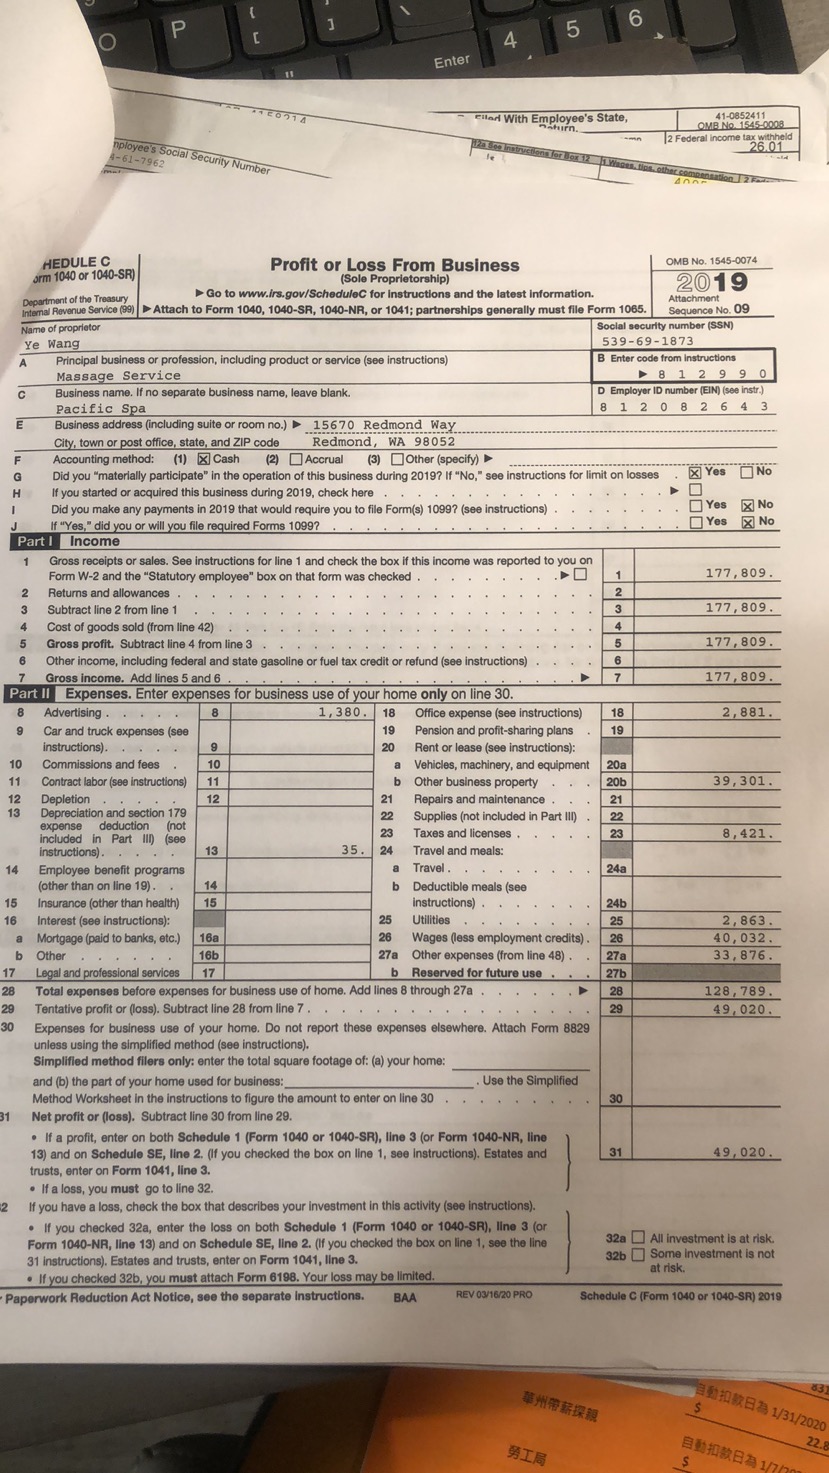 O P { [ } ] \ 4 5 6
Enter
Filed With Employee's State,
41-0852411
OMB No. 1545-0008
2 Federal income tax withheld
26.01
Employee's Social Security Number
4-61-7962
12a See Instructions for Box 12
1 Wages, tips, other compensation
HEDULE C
orm 1040 or 1040-SR)
Department of the Treasury
Internal Revenue Service (99)
Profit or Loss From Business
(Sole Proprietorship)
▶ Go to www.irs.gov/ScheduleC for instructions and the latest information.
▶ Attach to Form 1040, 1040-SR, 1040-NR, or 1041; partnerships generally must file Form 1065.
OMB No. 1545-0074
2019
Attachment
Sequence No. 09
Name of proprietor
Ye Wang
Social security number (SSN)
539-69-1873
A Principal business or profession, including product or service (see instructions)
Massage Service
B Enter code from instructions
▶ 8 1 2 9 9 0
C Business name. If no separate business name, leave blank.
Pacific Spa
D Employer ID number (EIN) (see instr.)
8 1 2 0 8 2 6 4 3
E Business address (including suite or room no.) ▶ 15670 Redmond Way
City, town or post office, state, and ZIP code Redmond, WA 98052
F Accounting method: (1) ☒ Cash (2) ☐ Accrual (3) ☐ Other (specify) ▶
G Did you "materially participate" in the operation of this business during 2019? If "No," see instructions for limit on losses . ☒ Yes ☐ No
H If you started or acquired this business during 2019, check here . . . ▶ ☐
I Did you make any payments in 2019 that would require you to file Form(s) 1099? (see instructions) . . . ☐ Yes ☒ No
J If "Yes," did you or will you file required Forms 1099? . . . ☐ Yes ☒ No
Part I Income
1 Gross receipts or sales. See instructions for line 1 and check the box if this income was reported to you on
Form W-2 and the "Statutory employee" box on that form was checked . . . ▶ ☐ 1 177,809.
2 Returns and allowances . . . 2
3 Subtract line 2 from line 1 . . . 3 177,809.
4 Cost of goods sold (from line 42) . . . 4
5 Gross profit. Subtract line 4 from line 3 . . . 5 177,809.
6 Other income, including federal and state gasoline or fuel tax credit or refund (see instructions) . . . 6
7 Gross income. Add lines 5 and 6 . . . ▶ 7 177,809.
Part II Expenses. Enter expenses for business use of your home only on line 30.
8 Advertising . . . 8 1,380.
9 Car and truck expenses (see
instructions) . . . 9
10 Commissions and fees . 10
11 Contract labor (see instructions) 11
12 Depletion . . . 12
13 Depreciation and section 179
expense deduction (not
included in Part III) (see
instructions) . . . 13 35.
14 Employee benefit programs
(other than on line 19) . . 14
15 Insurance (other than health) 15
16 Interest (see instructions):
a Mortgage (paid to banks, etc.) 16a
b Other . . . 16b
17 Legal and professional services 17
18 Office expense (see instructions) 18 2,881.
19 Pension and profit-sharing plans . 19
20 Rent or lease (see instructions):
a Vehicles, machinery, and equipment 20a
b Other business property . . . 20b 39,301.
21 Repairs and maintenance . . . 21
22 Supplies (not included in Part III) . 22
23 Taxes and licenses . . . 23 8,421.
24 Travel and meals:
a Travel . . . 24a
b Deductible meals (see
instructions) . . . 24b
25 Utilities . . . 25 2,863.
26 Wages (less employment credits) . 26 40,032.
27a Other expenses (from line 48) . . 27a 33,876.
b Reserved for future use . . . 27b
28 Total expenses before expenses for business use of home. Add lines 8 through 27a . . . ▶ 28 128,789.
29 Tentative profit or (loss). Subtract line 28 from line 7 . . . 29 49,020.
30 Expenses for business use of your home. Do not report these expenses elsewhere. Attach Form 8829
unless using the simplified method (see instructions).
Simplified method filers only: enter the total square footage of: (a) your home:
and (b) the part of your home used for business: . Use the Simplified
Method Worksheet in the instructions to figure the amount to enter on line 30 . . . 30
31 Net profit or (loss). Subtract line 30 from line 29.
• If a profit, enter on both Schedule 1 (Form 1040 or 1040-SR), line 3 (or Form 1040-NR, line
13) and on Schedule SE, line 2. (If you checked the box on line 1, see instructions). Estates and
trusts, enter on Form 1041, line 3.
31 49,020.
• If a loss, you must go to line 32.
2 If you have a loss, check the box that describes your investment in this activity (see instructions).
• If you checked 32a, enter the loss on both Schedule 1 (Form 1040 or 1040-SR), line 3 (or
Form 1040-NR, line 13) and on Schedule SE, line 2. (If you checked the box on line 1, see the line
31 instructions). Estates and trusts, enter on Form 1041, line 3.
• If you checked 32b, you must attach Form 6198. Your loss may be limited.
32a ☐ All investment is at risk.
32b ☐ Some investment is not
at risk.
Paperwork Reduction Act Notice, see the separate instructions. BAA REV 03/16/20 PRO Schedule C (Form 1040 or 1040-SR) 2019
華州帶薪探親
勞工局
831
自動扣款日為 1/31/2020
$ 22.8
自動扣款日為 1/7/
$